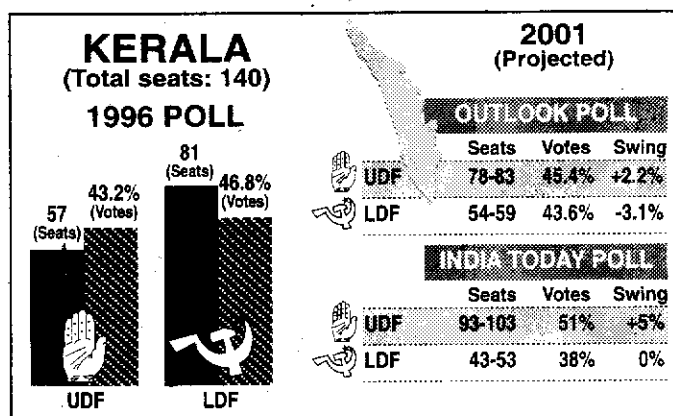 KERALA
(Total seats: 140)
1996 POLL
81
(Seats)
43.2%
(Votes)
46.8%
(Votes)
57
(Seats)
UDF
LDF
2001
(Projected)
OUTLOOK POLL
Seats Votes Swing
UDF 78-83 45.4% +2.2%
LDF 54-59 43.6% -3.1%
INDIA TODAY POLL
Seats Votes Swing
UDF 93-103 51% +5%
LDF 43-53 38% 0%